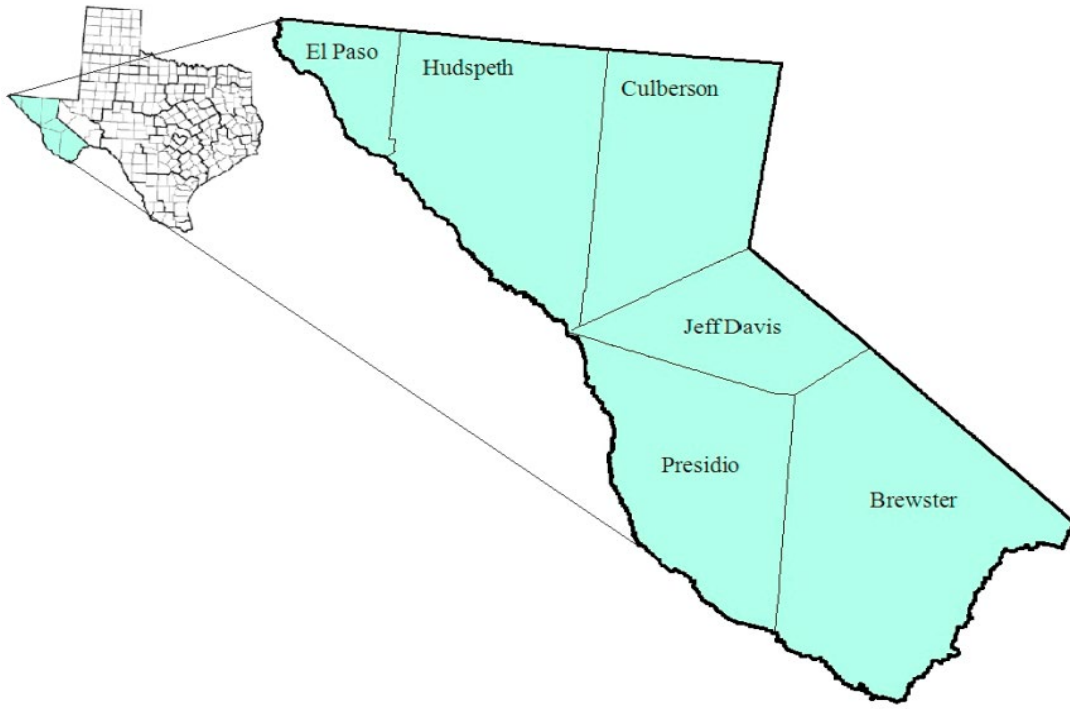 El Paso
Hudspeth
Culberson
Jeff Davis
Presidio
Brewster